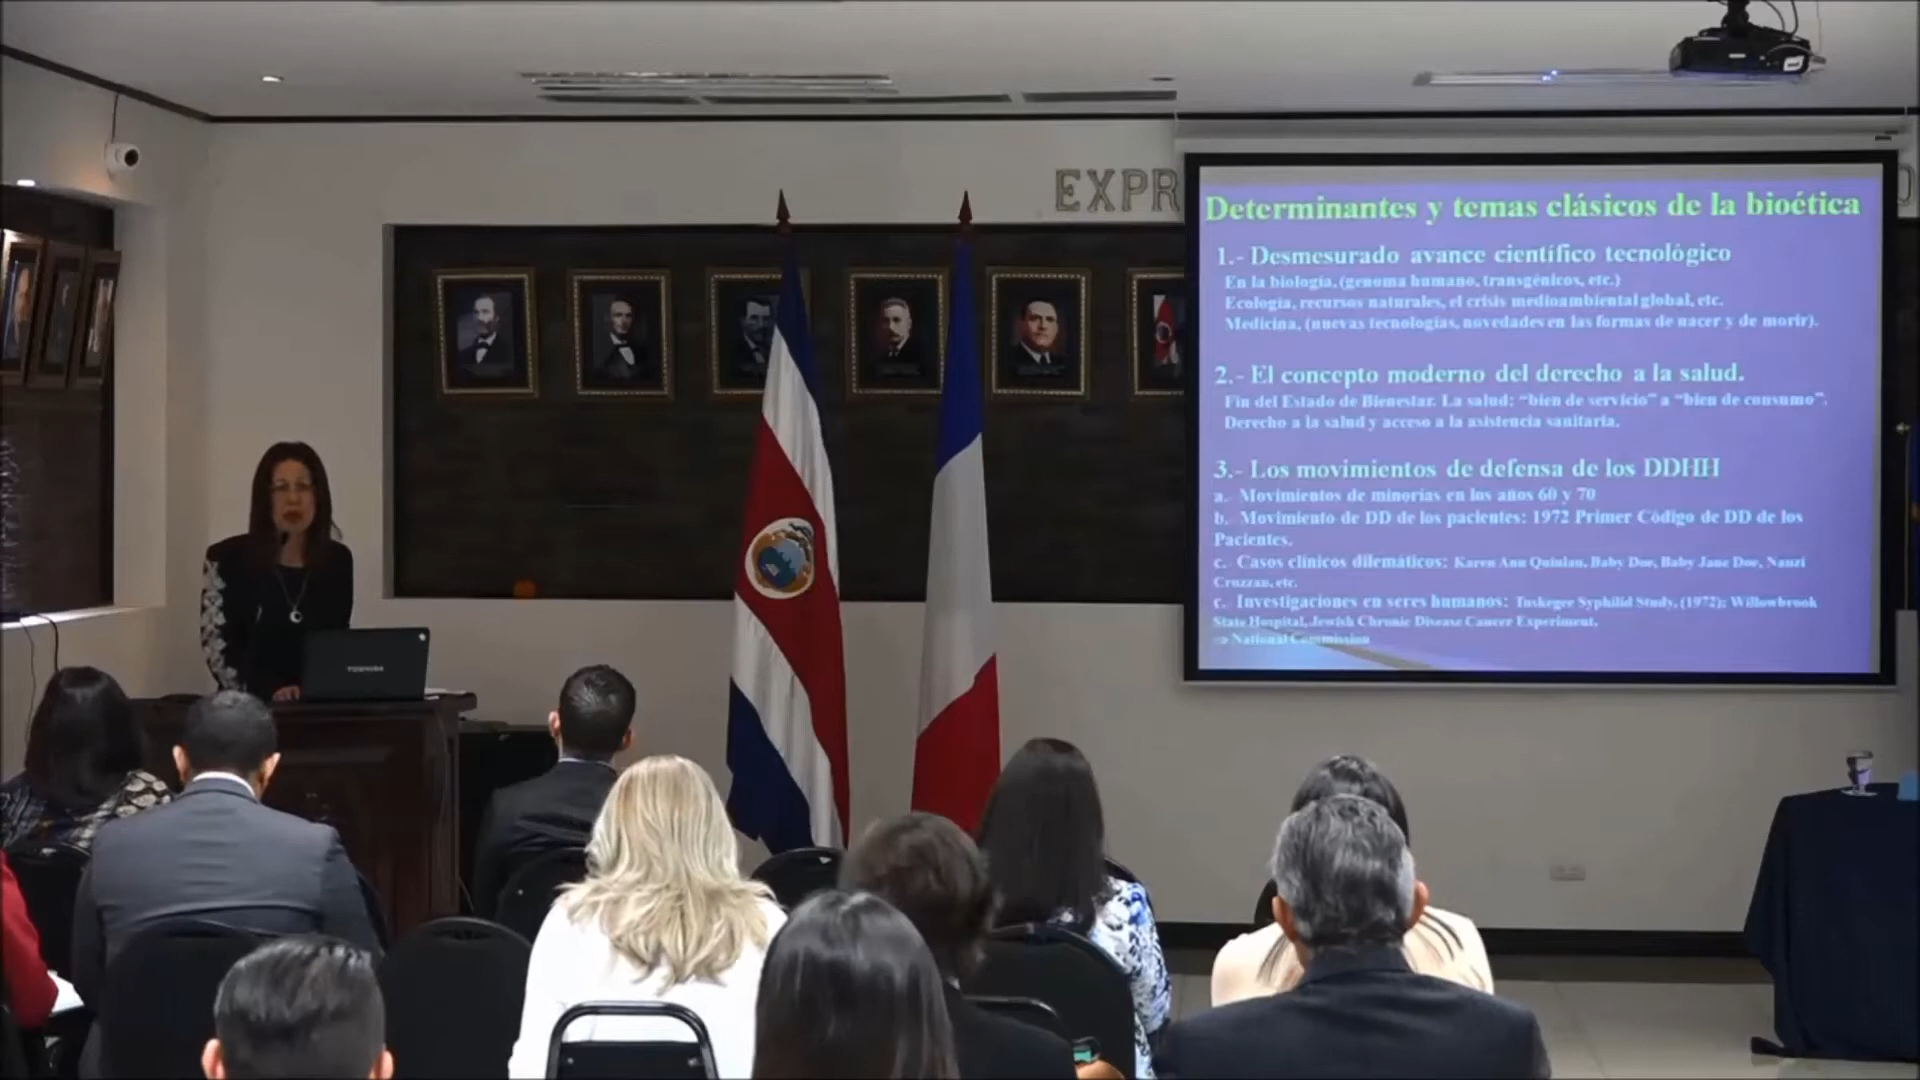 EXPR
Determinantes y temas clásicos de la bioética
1.- Desmesurado avance científico tecnológico
En la biología, (genoma humano, transgénicos, etc.)
Ecología, recursos naturales, el crisis medioambiental global, etc.
Medicina, (nuevas tecnologías, novedades en las formas de nacer y de morir).
2.- El concepto moderno del derecho a la salud.
Fin del Estado de Bienestar. La salud: “bien de servicio” a “bien de consumo”.
Derecho a la salud y acceso a la asistencia sanitaria.
3.- Los movimientos de defensa de los DDHH
a. Movimientos de minorías en los años 60 y 70
b. Movimiento de DD de los pacientes: 1972 Primer Código de DD de los
Pacientes.
c. Casos clínicos dilemáticos: Karen Ann Quinlan, Baby Doe, Baby Jane Doe, Nanzi
Cruzzan, etc.
c. Investigaciones en seres humanos: Tuskegee Syphilid Study, (1972); Willowbrook
State Hospital, Jewish Chronic Disease Cancer Experiment.
National Commission
TOSHIBA